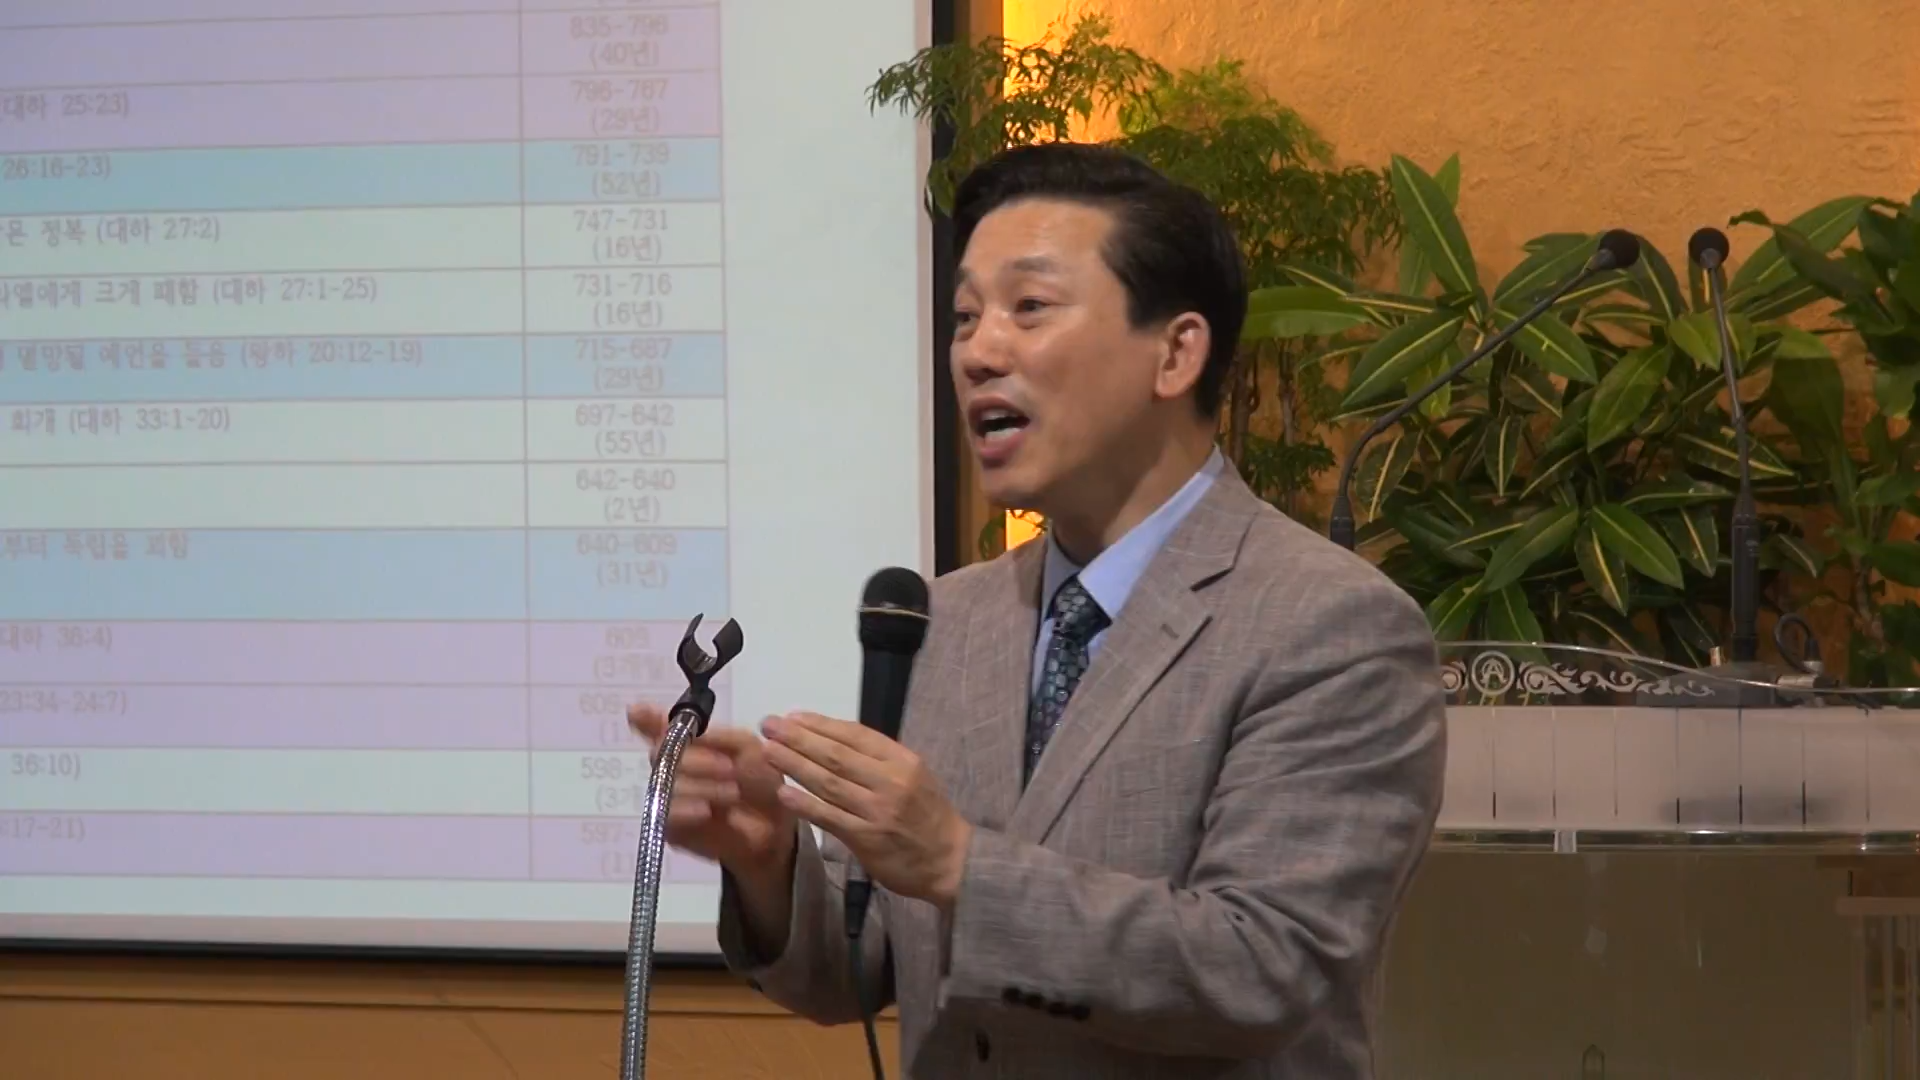 835-796
(40년)
(대하 25:23)
796-767
(29년)
26:16-23)
791-739
(52년)
정복 (대하 27:2)
747-731
(16년)
크게 패함 (대하 27:1-25)
731-716
(16년)
멸망될 예언을 들음 (왕하 20:12-19)
715-687
(29년)
회개 (대하 33:1-20)
697-642
(55년)
642-640
(2년)
부터 독립을 꾀함
640-609
(31년)
대하 36:4)
609
(3개월
23:34-24:7)
609-
36:10)
598-
(3개
:17-21)
597-